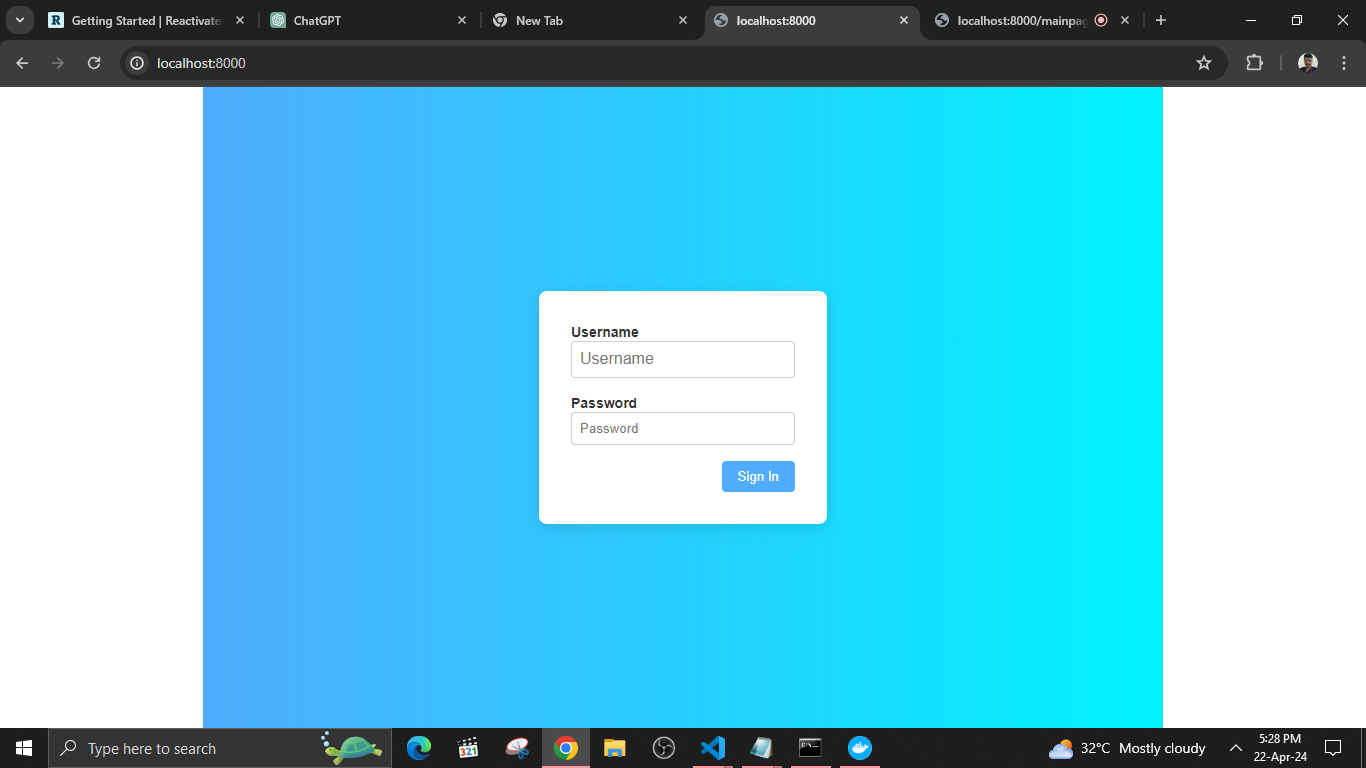 Getting Started | Reactivate
ChatGPT
New Tab
localhost:8000
localhost:8000/mainpag
localhost:8000
Username
Username
Password
Password
Sign In
Type here to search
321
32°C Mostly cloudy
5:28 PM
22-Apr-24